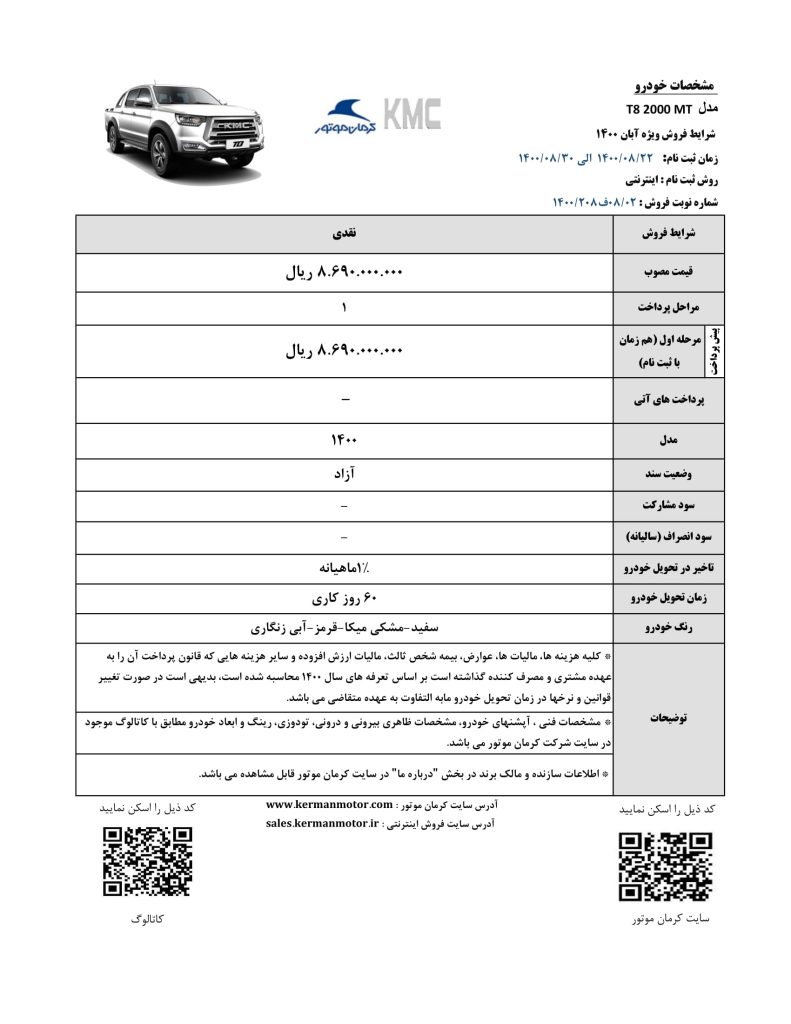 مشخصات خودرو
مدل T8 2000 MT
شرایط فروش ویژه آبان ۱۴۰۰
زمان ثبت نام: ۱۴۰۰/۰۸/۲۲ الی ۱۴۰۰/۰۸/۳۰
روش ثبت نام : اینترنتی
شماره نوبت فروش : ۰۸/۰۲ف۱۴۰۰/۲۰۸
کرمان‌موتور KMC
KMC
T8
شرایط فروش نقدی
قیمت مصوب ۸.۶۹۰.۰۰۰.۰۰۰ ریال
مراحل پرداخت ۱
پیش پرداخت
مرحله اول (هم زمان
با ثبت نام)
۸.۶۹۰.۰۰۰.۰۰۰ ریال
پرداخت های آتی –
مدل ۱۴۰۰
وضعیت سند آزاد
سود مشارکت -
سود انصراف (سالیانه) -
تاخیر در تحویل خودرو ۱٪ماهیانه
زمان تحویل خودرو ۶۰ روز کاری
رنگ خودرو سفید-مشکی میکا-قرمز-آبی زنگاری
توضیحات
* کلیه هزینه ها، مالیات ها، عوارض، بیمه شخص ثالث، مالیات ارزش افزوده و سایر هزینه هایی که قانون پرداخت آن را به
عهده مشتری و مصرف کننده گذاشته است بر اساس تعرفه های سال ۱۴۰۰ محاسبه شده است، بدیهی است در صورت تغییر
قوانین و نرخها در زمان تحویل خودرو مابه التفاوت به عهده متقاضی می باشد.
* مشخصات فنی ، آپشنهای خودرو، مشخصات ظاهری بیرونی و درونی، تودوزی، رینگ و ابعاد خودرو مطابق با کاتالوگ موجود
در سایت شرکت کرمان موتور می باشد.
* اطلاعات سازنده و مالک برند در بخش "درباره ما" در سایت کرمان موتور قابل مشاهده می باشد.
آدرس سایت کرمان موتور : www.kermanmotor.com
آدرس سایت فروش اینترنتی : sales.kermanmotor.ir
کد ذیل را اسکن نمایید
سایت کرمان موتور
کد ذیل را اسکن نمایید
کاتالوگ